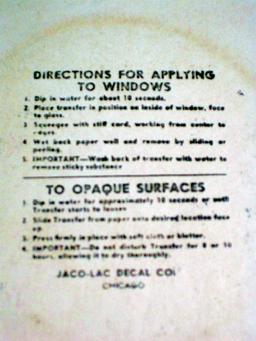 DIRECTIONS FOR APPLYING
TO WINDOWS
1. Dip in water for about 10 seconds.
2. Place transfer in position on inside of window, face
to glass.
3. Squeegee with stiff card, working from center to
edges.
4. Wet back paper well and remove by sliding or
peeling.
5. IMPORTANT—Wash back of transfer with water to
remove sticky substance
TO OPAQUE SURFACES
1. Dip in water for approximately 10 seconds or until
Transfer starts to loosen
2. Slide Transfer from paper onto desired location face
up.
3. Press firmly in place with soft cloth or blotter.
4. IMPORTANT—Do not disturb Transfer for 8 or 10
hours, allowing it to dry thoroughly.
JACO-LAC DECAL CO.
CHICAGO